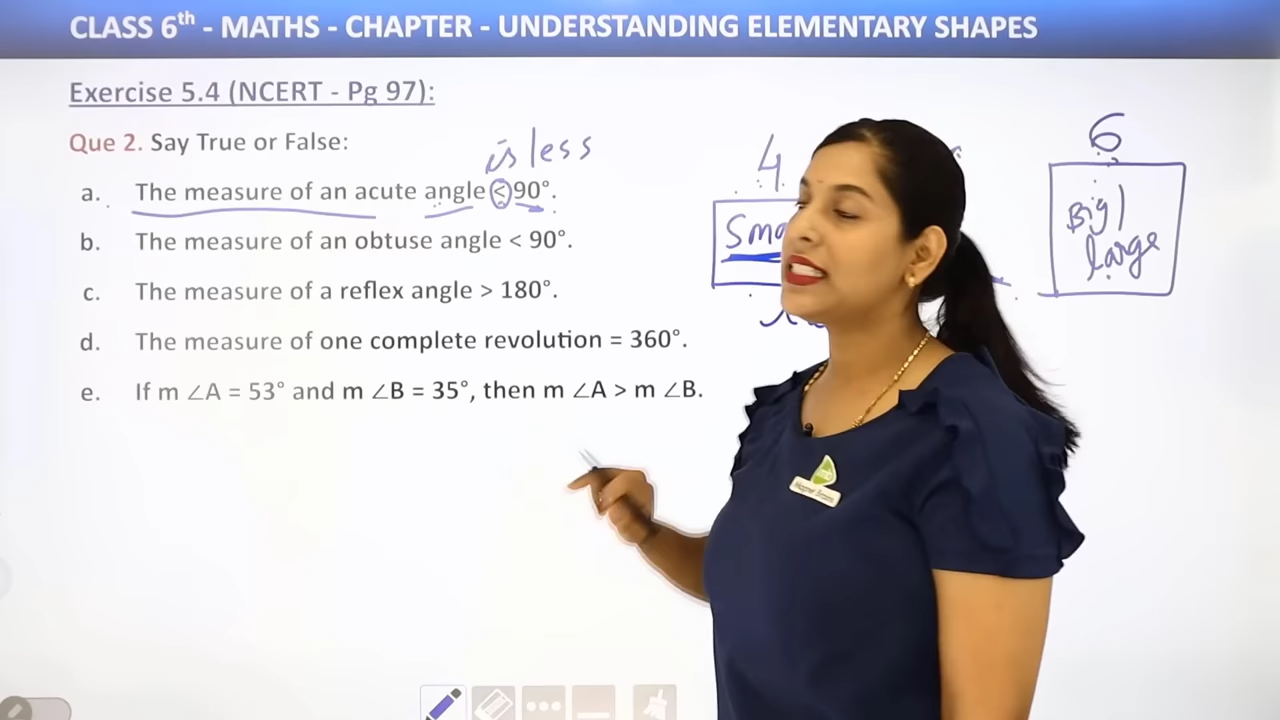 CLASS 6th - MATHS - CHAPTER - UNDERSTANDING ELEMENTARY SHAPES
Exercise 5.4 (NCERT - Pg 97):
Que 2. Say True or False:
is less
a. The measure of an acute angle < 90°.
b. The measure of an obtuse angle < 90°.
c. The measure of a reflex angle > 180°.
d. The measure of one complete revolution = 360°.
e. If m ∠A = 53° and m ∠B = 35°, then m ∠A > m ∠B.
4
6
Big/
large